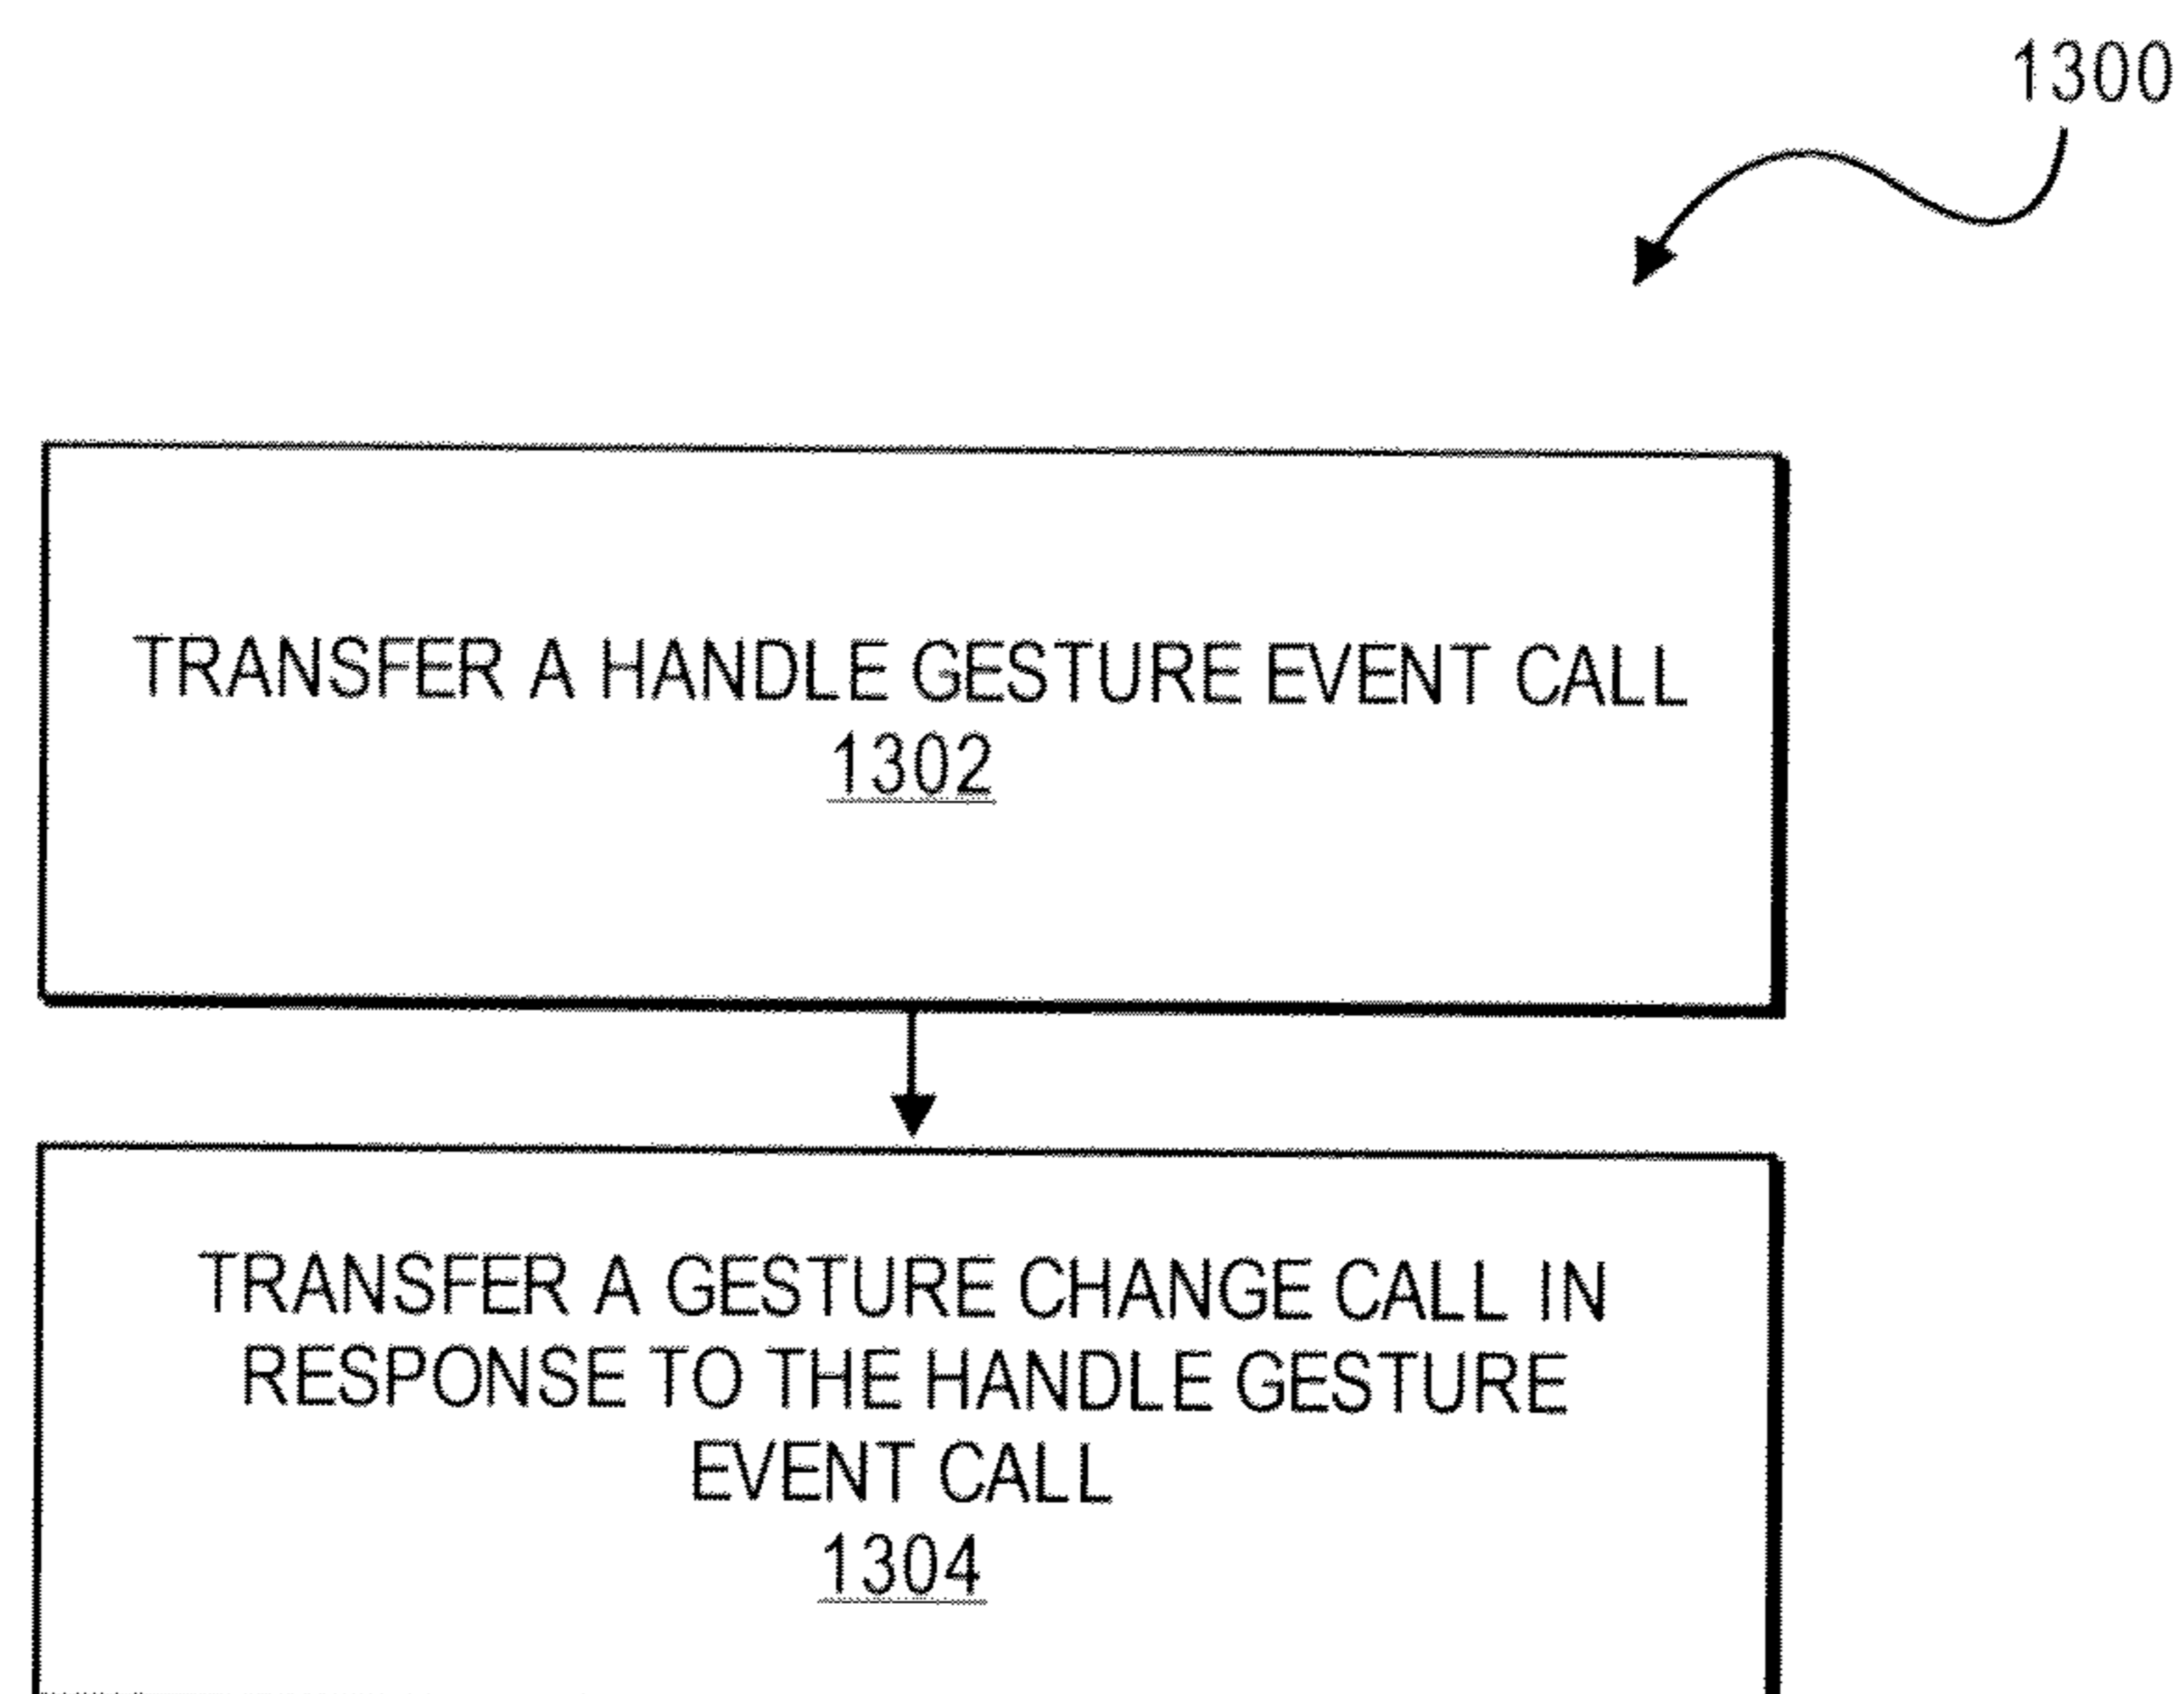 1300
TRANSFER A HANDLE GESTURE EVENT CALL
1302
TRANSFER A GESTURE CHANGE CALL IN
RESPONSE TO THE HANDLE GESTURE
EVENT CALL
1304